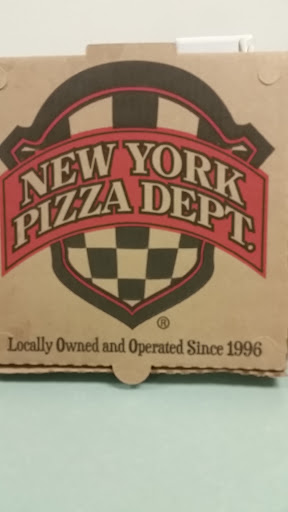 NEW YORK
PIZZA DEPT.
®
Locally Owned and Operated Since 1996